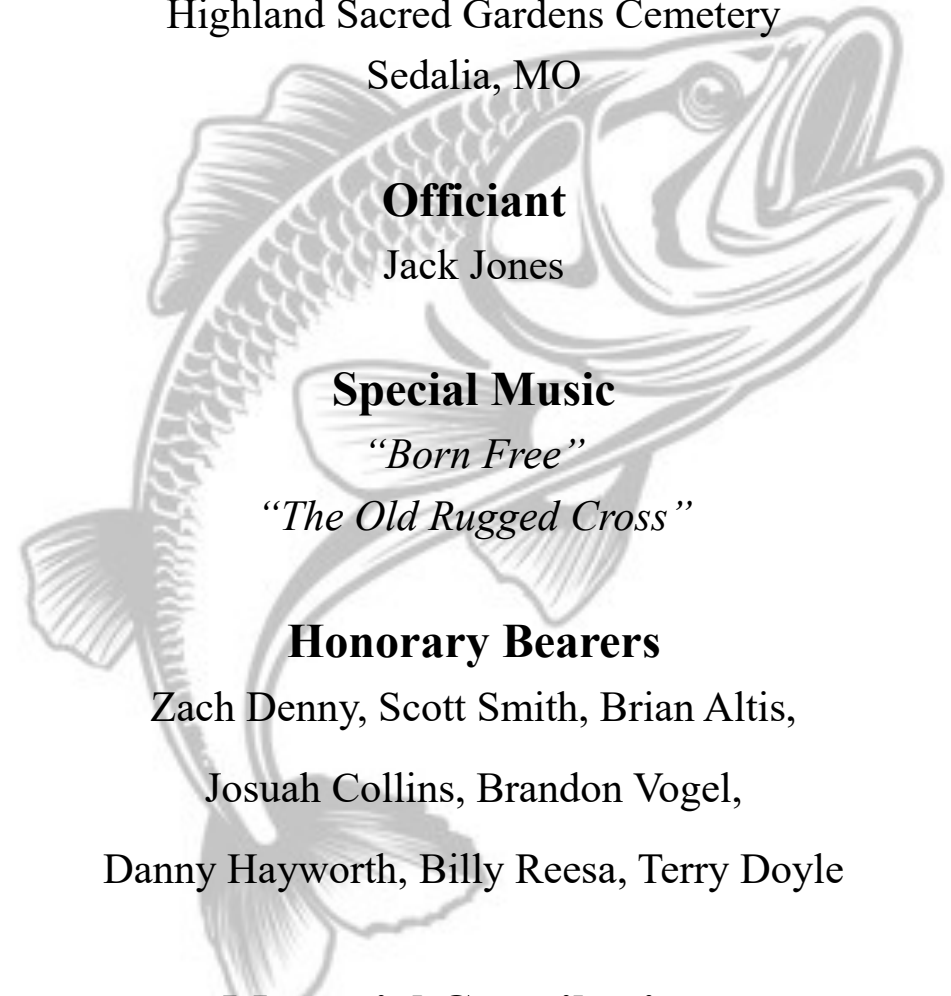 Highland Sacred Gardens Cemetery
Sedalia, MO
Officiant
Jack Jones
Special Music
“Born Free”
“The Old Rugged Cross”
Honorary Bearers
Zach Denny, Scott Smith, Brian Altis,
Josuah Collins, Brandon Vogel,
Danny Hayworth, Billy Reesa, Terry Doyle